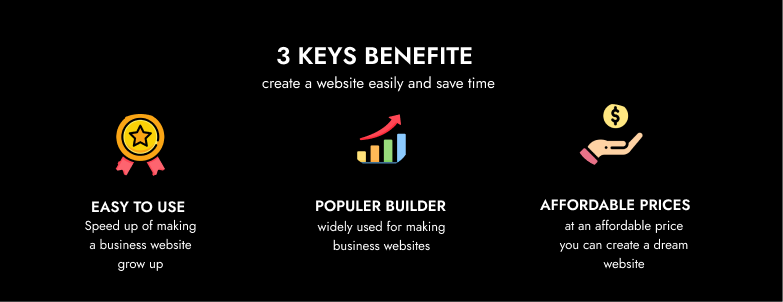 3 KEYS BENEFITE
create a website easily and save time
$
EASY TO USE
Speed up of making
a business website
grow up
POPULER BUILDER
widely used for making
business websites
AFFORDABLE PRICES
at an affordable price
you can create a dream
website